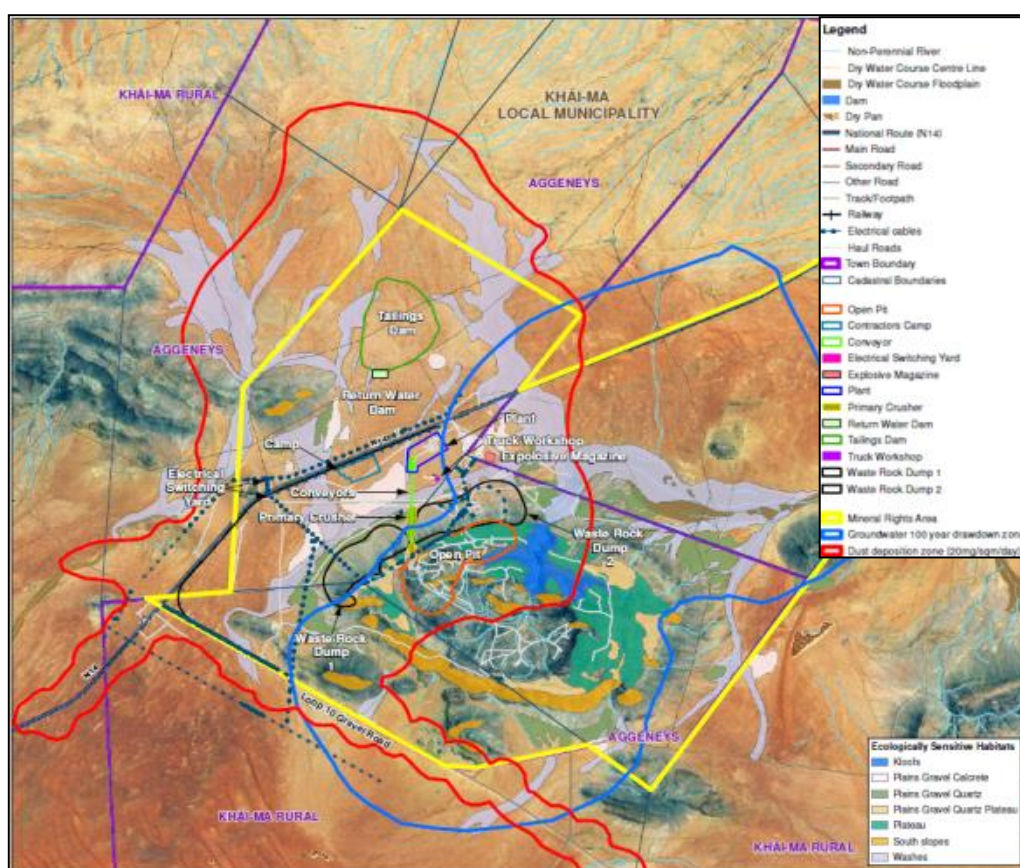 KHÂI-MA RURAL
KHÂI-MA
LOCAL MUNICIPALITY
AGGENEYS
Tailings
Dam
AGGENEYS
Return Water
Dam
Plant
Camp
Truck Workshop
Expolosive Magazine
Electrical
Switching
Yard
Conveyors
Primary Crusher
Open Pit
Waste Rock
Dump
2
Waste Rock
Dump
1
N14
Loop 10 Gravel Road
AGGENEYS
KHÂI-MA RURAL
KHÂI-MA RURAL
Legend
Non-Perennial River
Dry Water Course Centre Line
Dry Water Course Floodplain
Dam
Dry Pan
National Route (N14)
Main Road
Secondary Road
Other Road
Track/Footpath
Railway
Electrical cables
Haul Roads
Town Boundary
Cadastral Boundaries
Open Pit
Contractors Camp
Conveyor
Electrical Switching Yard
Explosive Magazine
Plant
Primary Crusher
Return Water Dam
Tailings Dam
Truck Workshop
Waste Rock Dump 1
Waste Rock Dump 2
Mineral Rights Area
Groundwater 100 year drawdown zon
Dust deposition zone (20mg/sqm/day)
Ecologically Sensitive Habitats
Kloofs
Plains Gravel Calcrete
Plains Gravel Quartz
Plains Gravel Quartz Plateau
Plateau
South slopes
Washes